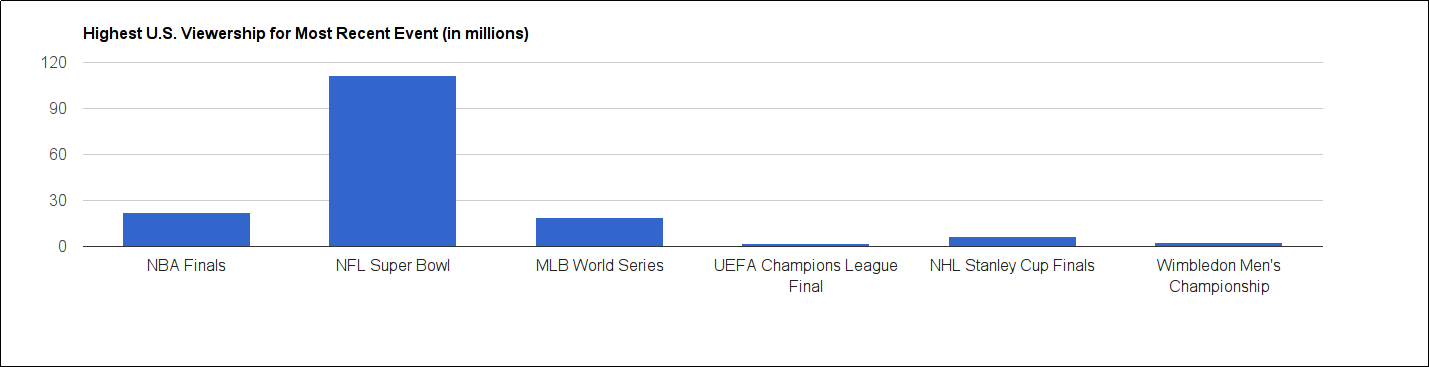 Highest U.S. Viewership for Most Recent Event (in millions)
120
90
60
30
0
NBA Finals
NFL Super Bowl
MLB World Series
UEFA Champions League
Final
NHL Stanley Cup Finals
Wimbledon Men's
Championship